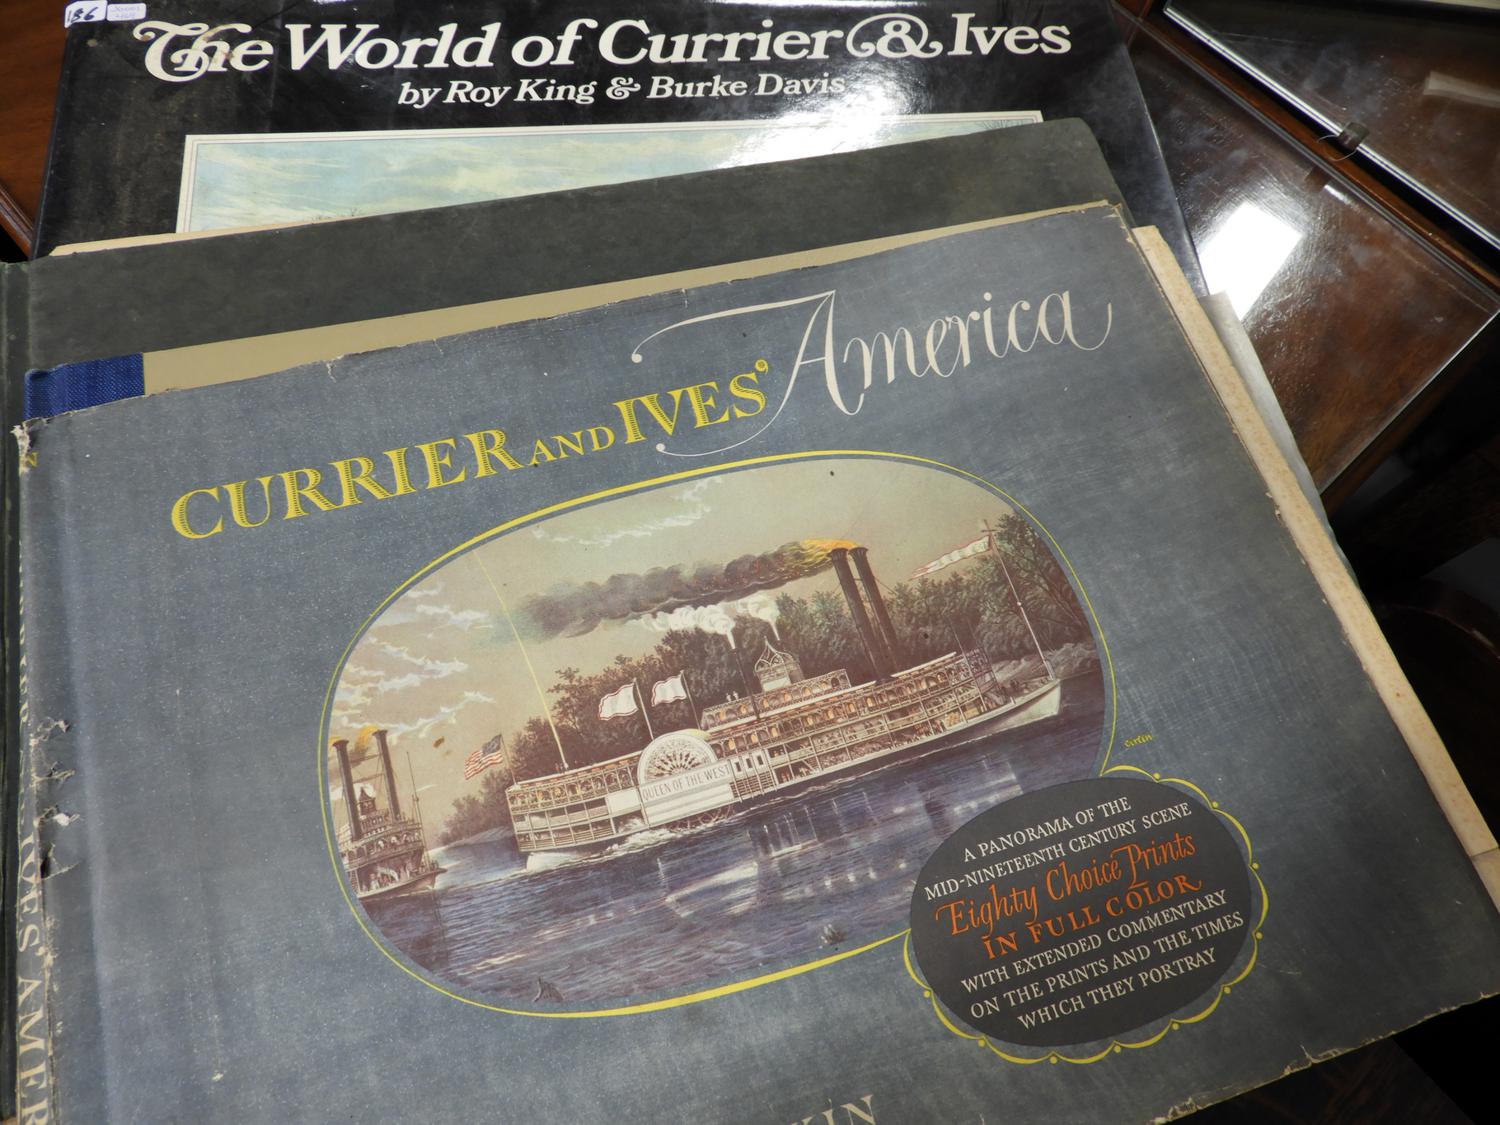 186
The World of Currier & Ives
by Roy King & Burke Davis
CURRIER AND IVES' America
QUEEN OF THE WEST
A PANORAMA OF THE
MID-NINETEENTH CENTURY SCENE
Eighty Choice Prints
IN FULL COLOR
WITH EXTENDED COMMENTARY
ON THE PRINTS AND THE TIMES
WHICH THEY PORTRAY